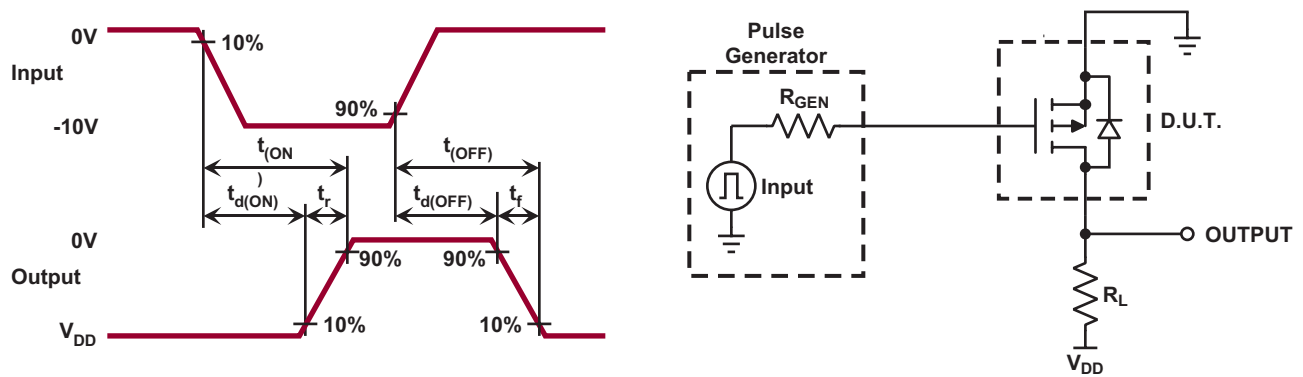 0V
10%
Input
90%
-10V
t(ON
)
t(OFF)
td(ON)
tr
td(OFF)
tf
0V
90%
90%
Output
10%
10%
VDD
Pulse
Generator
RGEN
Input
D.U.T.
OUTPUT
RL
VDD